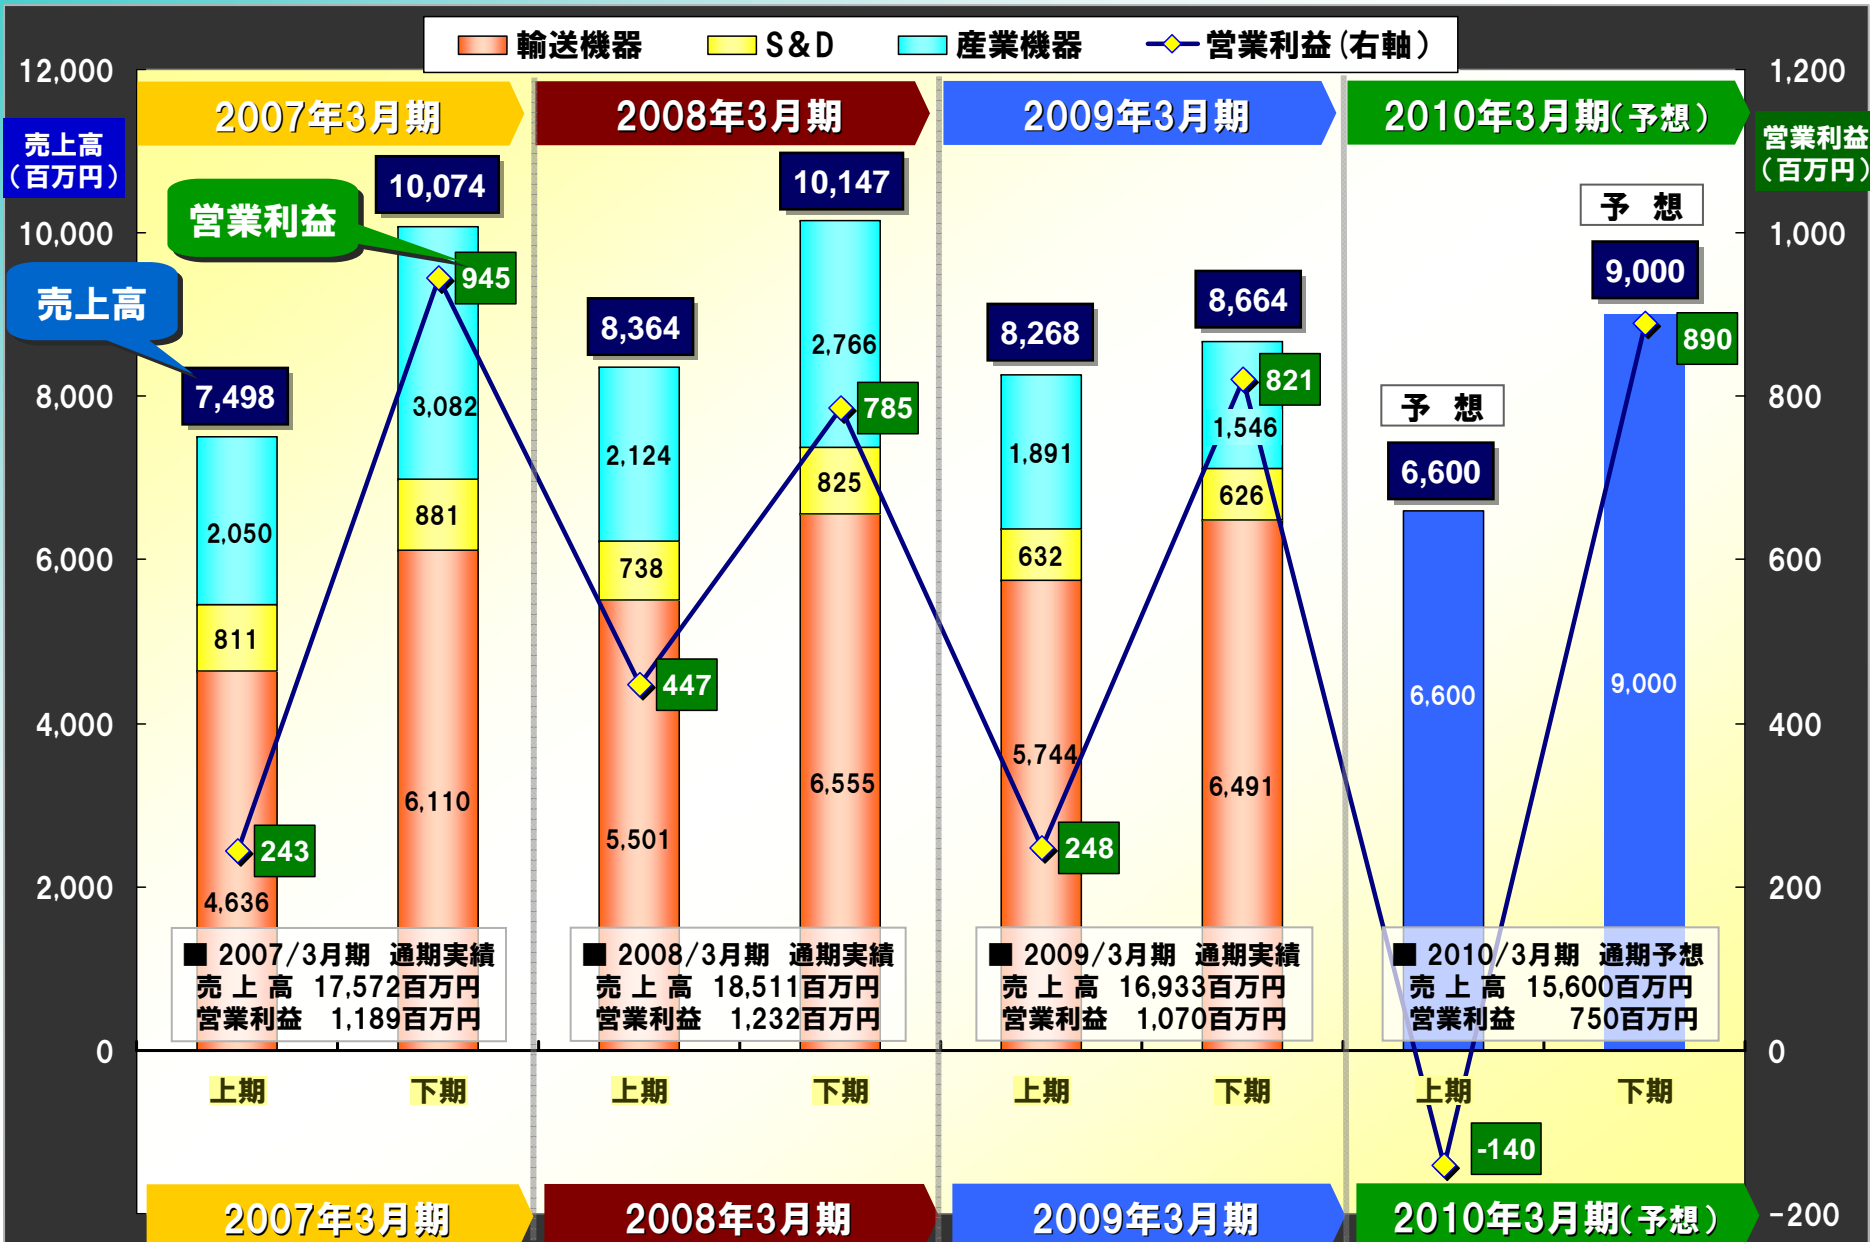 輸送機器 S&D 産業機器 営業利益(右軸)
12,000
10,000
8,000
6,000
4,000
2,000
0
1,200
1,000
800
600
400
200
0
-200
売上高
(百万円)
営業利益
(百万円)
2007年3月期
2008年3月期
2009年3月期
2010年3月期(予想)
営業利益
売上高
7,498
2,050
811
4,636
243
10,074
945
3,082
881
6,110
8,364
2,124
738
447
5,501
10,147
2,766
785
825
6,555
8,268
1,891
632
5,744
248
8,664
821
1,546
626
6,491
予 想
6,600
6,600
-140
予 想
9,000
890
9,000
■ 2007/3月期 通期実績
売 上 高 17,572百万円
営業利益 1,189百万円
■ 2008/3月期 通期実績
売 上 高 18,511百万円
営業利益 1,232百万円
■ 2009/3月期 通期実績
売 上 高 16,933百万円
営業利益 1,070百万円
■ 2010/3月期 通期予想
売 上 高 15,600百万円
営業利益 750百万円
上期 下期 上期 下期 上期 下期 上期 下期
2007年3月期
2008年3月期
2009年3月期
2010年3月期(予想)